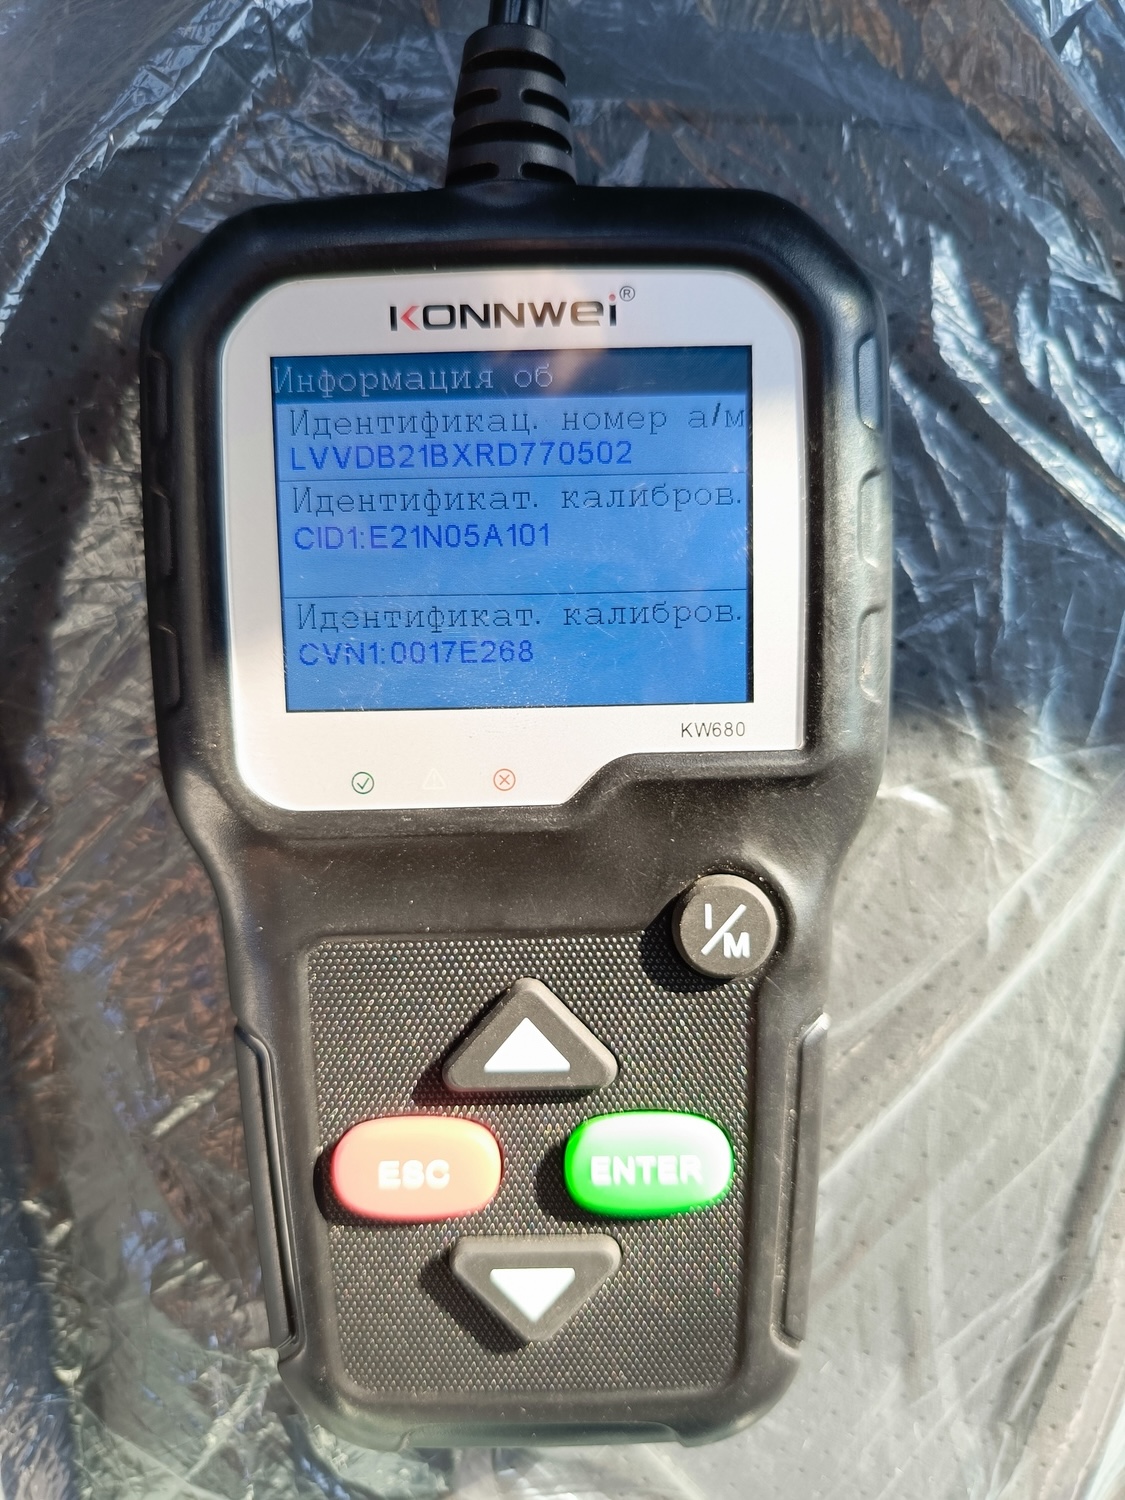 KONNWEI®
Информация об
Идентификац. номер а/м
LVVDB21BXRD770502
Идентификат. калибров.
CID1:E21N05A101
Идентификат. калибров.
CVN1:0017E268
KW680
I/M
ESC
ENTER